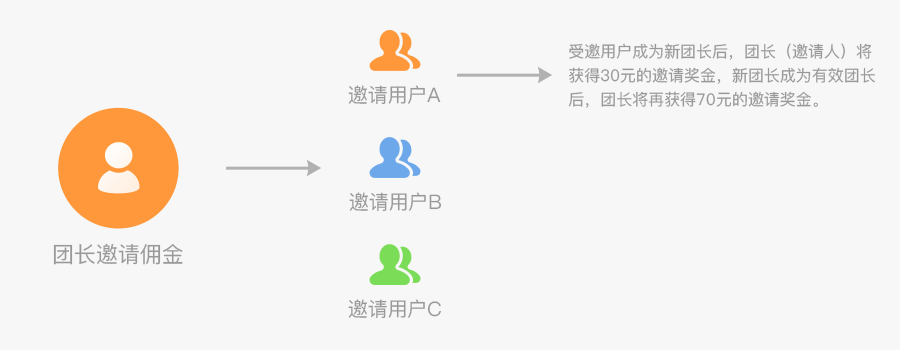 邀请用户A
受邀用户成为新团长后，团长（邀请人）将
获得30元的邀请奖金，新团长成为有效团长
后，团长将再获得70元的邀请奖金。
团长邀请佣金
邀请用户B
邀请用户C